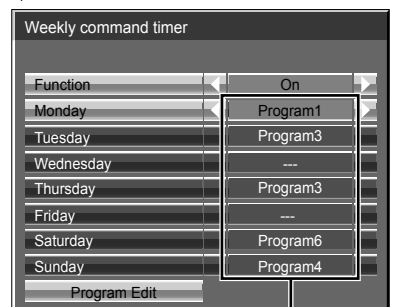 Weekly command timer
Function On
Monday Program1
Tuesday Program3
Wednesday ---
Thursday Program3
Friday ---
Saturday Program6
Sunday Program4
Program Edit